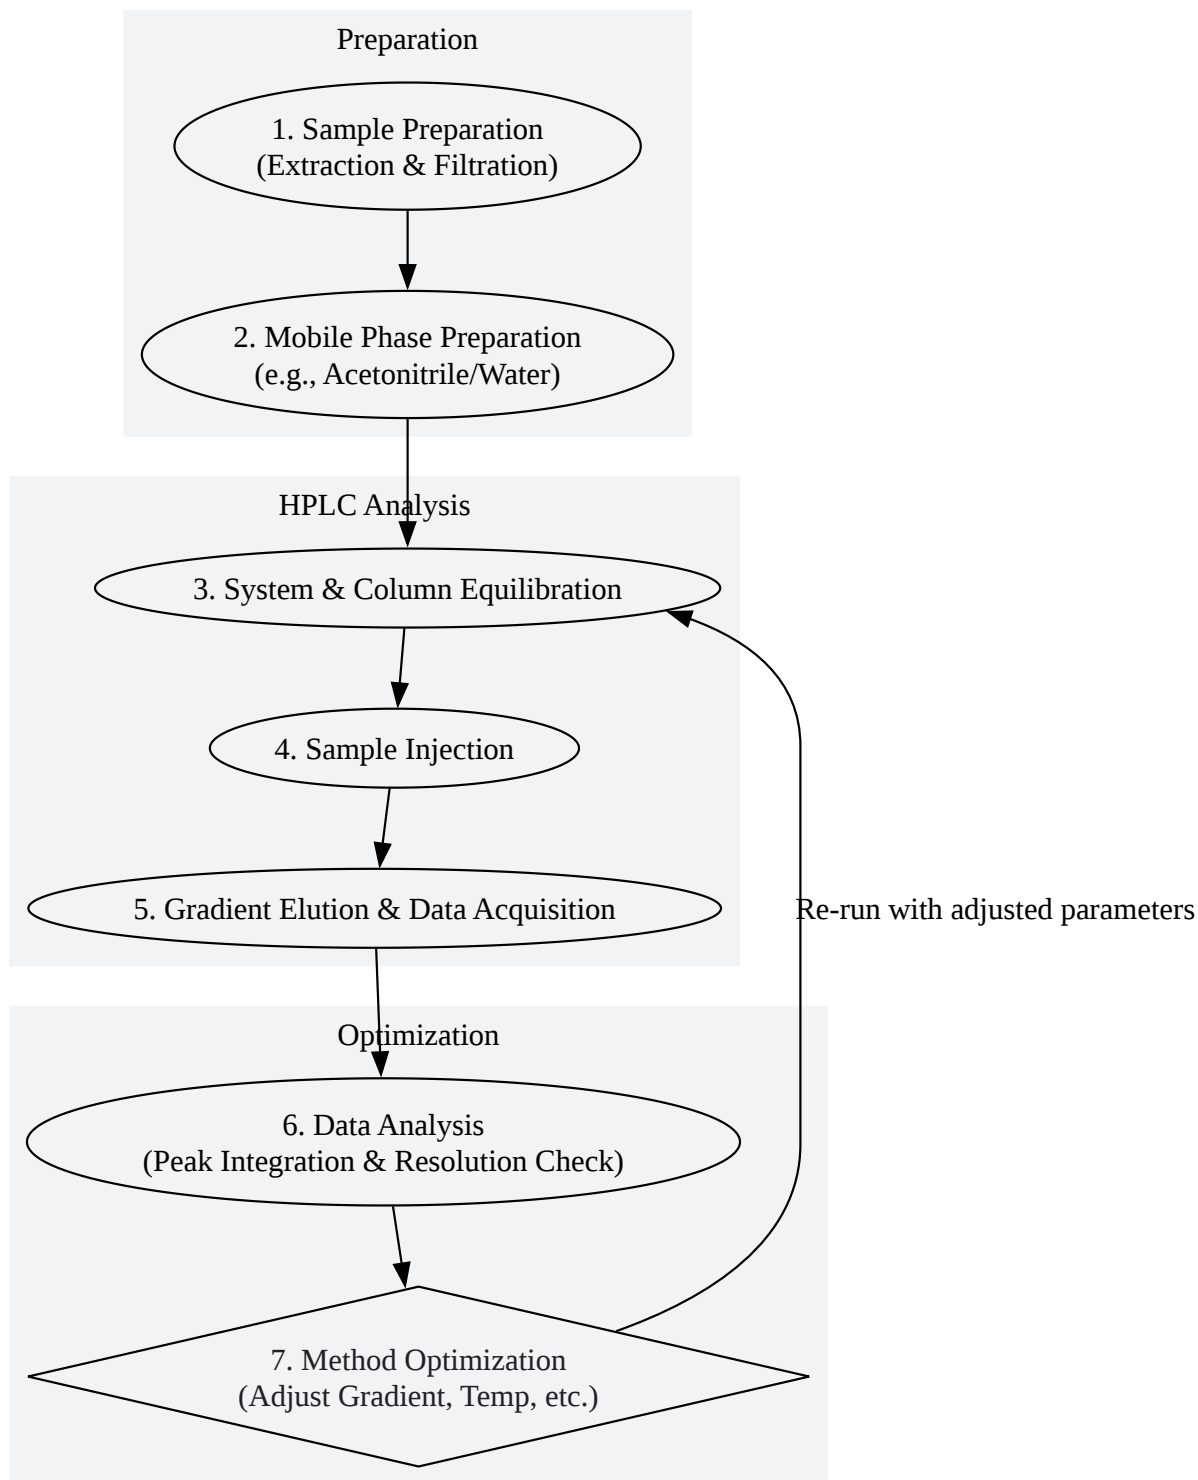 Preparation
1. Sample Preparation
(Extraction & Filtration)
2. Mobile Phase Preparation
(e.g., Acetonitrile/Water)
HPLC Analysis
3. System & Column Equilibration
4. Sample Injection
5. Gradient Elution & Data Acquisition
Re-run with adjusted parameters
Optimization
6. Data Analysis
(Peak Integration & Resolution Check)
7. Method Optimization
(Adjust Gradient, Temp, etc.)